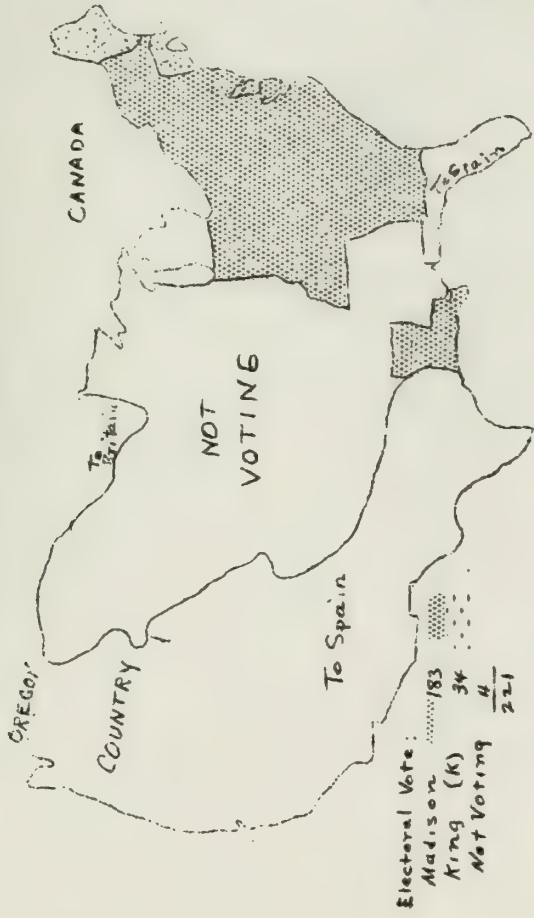 OREGON
COUNTRY
To
Britain
CANADA
NOT
VOTING
To Spain
To Spain
Electoral Vote:
Madison 183
King (K) 34
Not Voting 4
221